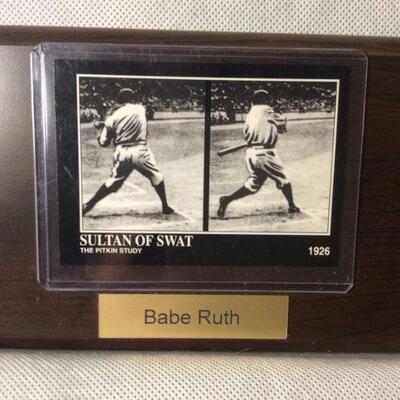 SULTAN OF SWAT
THE PITKIN STUDY
1926
Babe Ruth